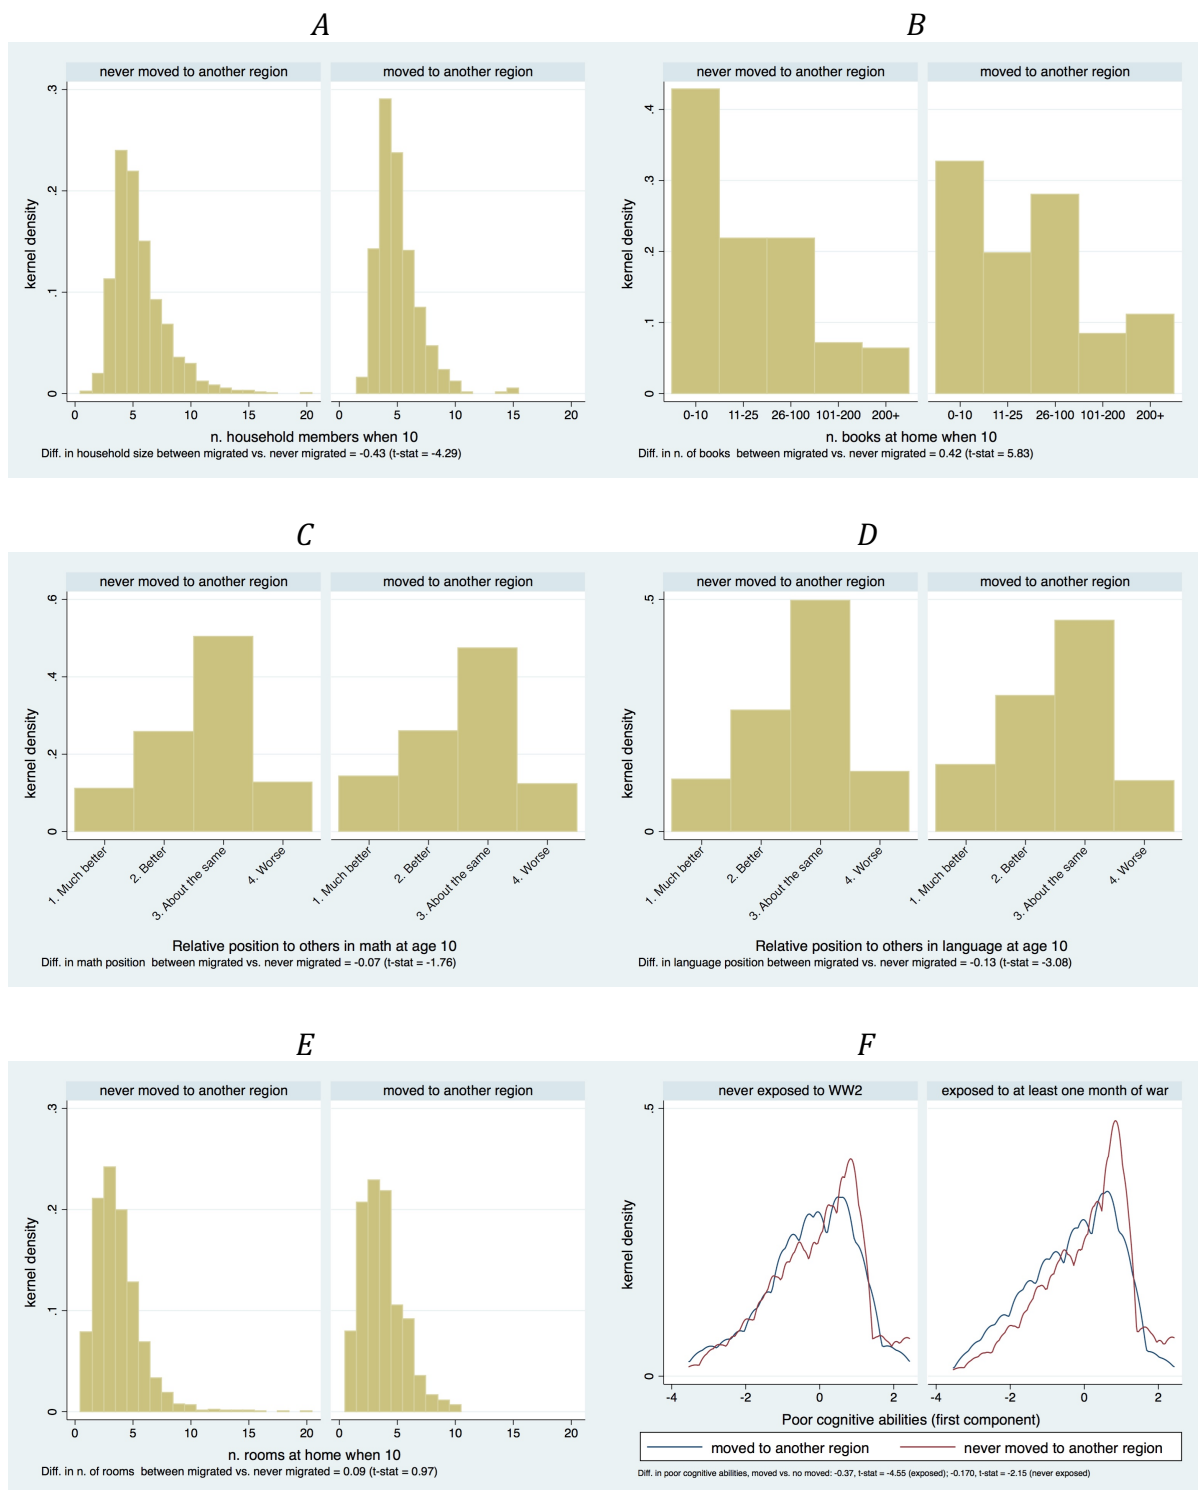 A
never moved to another region
moved to another region
kernel density
0 .1 .2 .3
0 5 10 15 20
0 5 10 15 20
n. household members when 10
Diff. in household size between migrated vs. never migrated = -0.43 (t-stat = -4.29)
B
never moved to another region
moved to another region
kernel density
0 .1 .2 .3 .4
0-10 11-25 26-100 101-200 200+
0-10 11-25 26-100 101-200 200+
n. books at home when 10
Diff. in n. of books between migrated vs. never migrated = 0.42 (t-stat = 5.83)
C
never moved to another region
moved to another region
kernel density
0 .2 .4 .6
1. Much better
2. Better
3. About the same
4. Worse
1. Much better
2. Better
3. About the same
4. Worse
Relative position to others in math at age 10
Diff. in math position between migrated vs. never migrated = -0.07 (t-stat = -1.76)
D
never moved to another region
moved to another region
kernel density
0 .5
1. Much better
2. Better
3. About the same
4. Worse
1. Much better
2. Better
3. About the same
4. Worse
Relative position to others in language at age 10
Diff. in language position between migrated vs. never migrated = -0.13 (t-stat = -3.08)
E
never moved to another region
moved to another region
kernel density
0 .1 .2 .3
0 5 10 15 20
0 5 10 15 20
n. rooms at home when 10
Diff. in n. of rooms between migrated vs. never migrated = 0.09 (t-stat = 0.97)
F
never exposed to WW2
exposed to at least one month of war
kernel density
0 .5
-4 -2 0 2
-4 -2 0 2
Poor cognitive abilities (first component)
moved to another region
never moved to another region
Diff. in poor cognitive abilities, moved vs. no moved: -0.37, t-stat = -4.55 (exposed); -0.170, t-stat = -2.15 (never exposed)